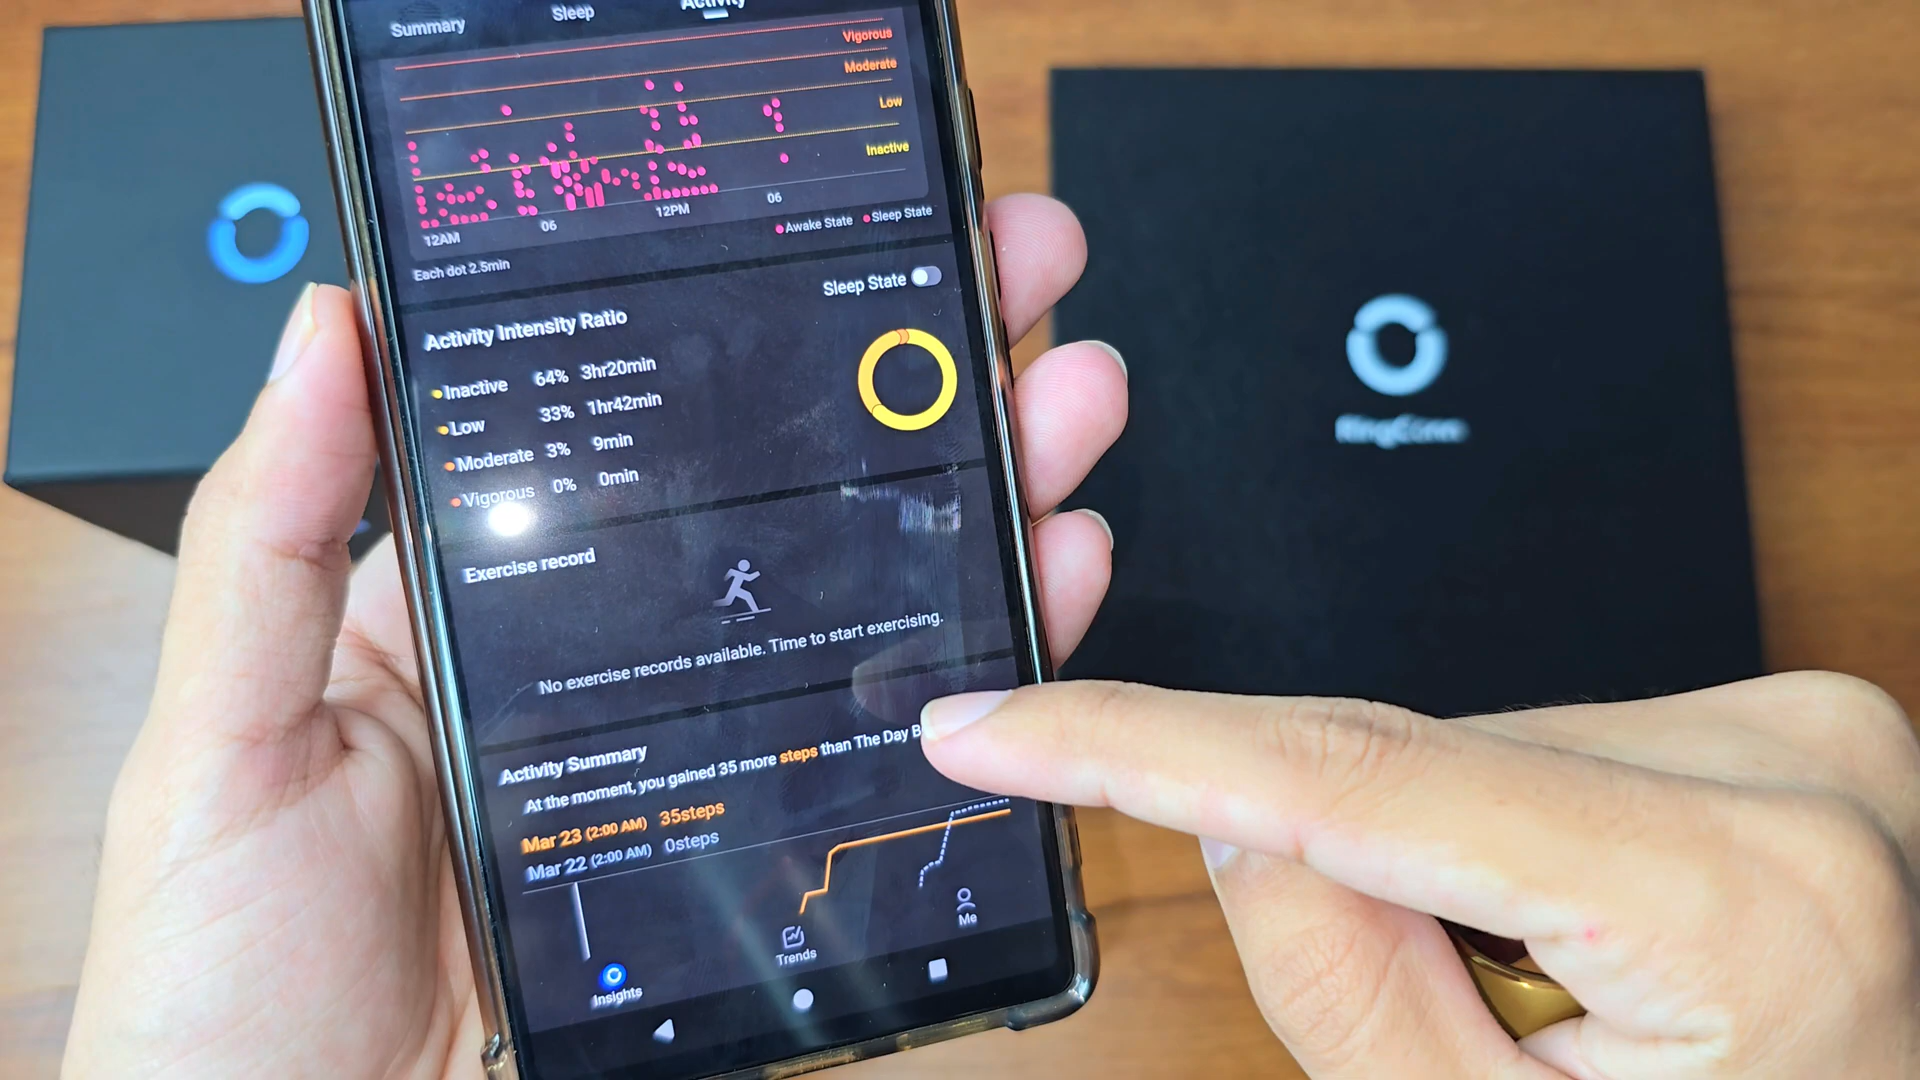 Summary Sleep Activity
Vigorous
Moderate
Low
Inactive
12AM 06 12PM 06
Awake State Sleep State
Each dot 2.5min
Sleep State
Activity Intensity Ratio
Inactive 64% 3hr20min
Low 33% 1hr42min
Moderate 3% 9min
Vigorous 0% 0min
Exercise record
No exercise records available. Time to start exercising.
Activity Summary
At the moment, you gained 35 more steps than The Day B
Mar 23 (2:00 AM) 35steps
Mar 22 (2:00 AM) 0steps
Insights Trends Me
RingConn